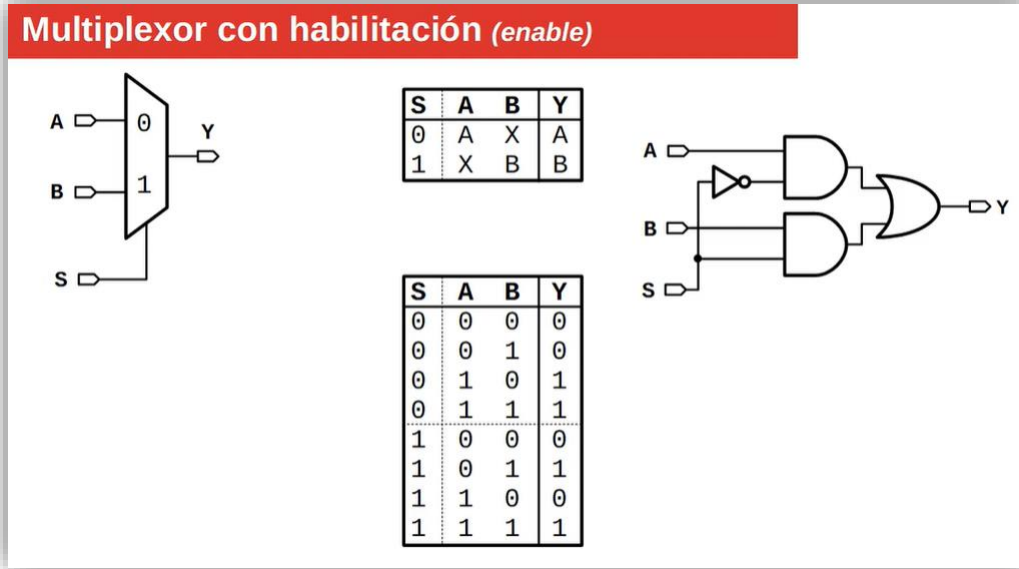 Multiplexor con habilitación (enable)
A
B
S
0
1
Y
S A B Y
0 A X A
1 X B B
S A B Y
0 0 0 0
0 0 1 0
0 1 0 1
0 1 1 1
1 0 0 0
1 0 1 1
1 1 0 0
1 1 1 1
A
B
S
Y